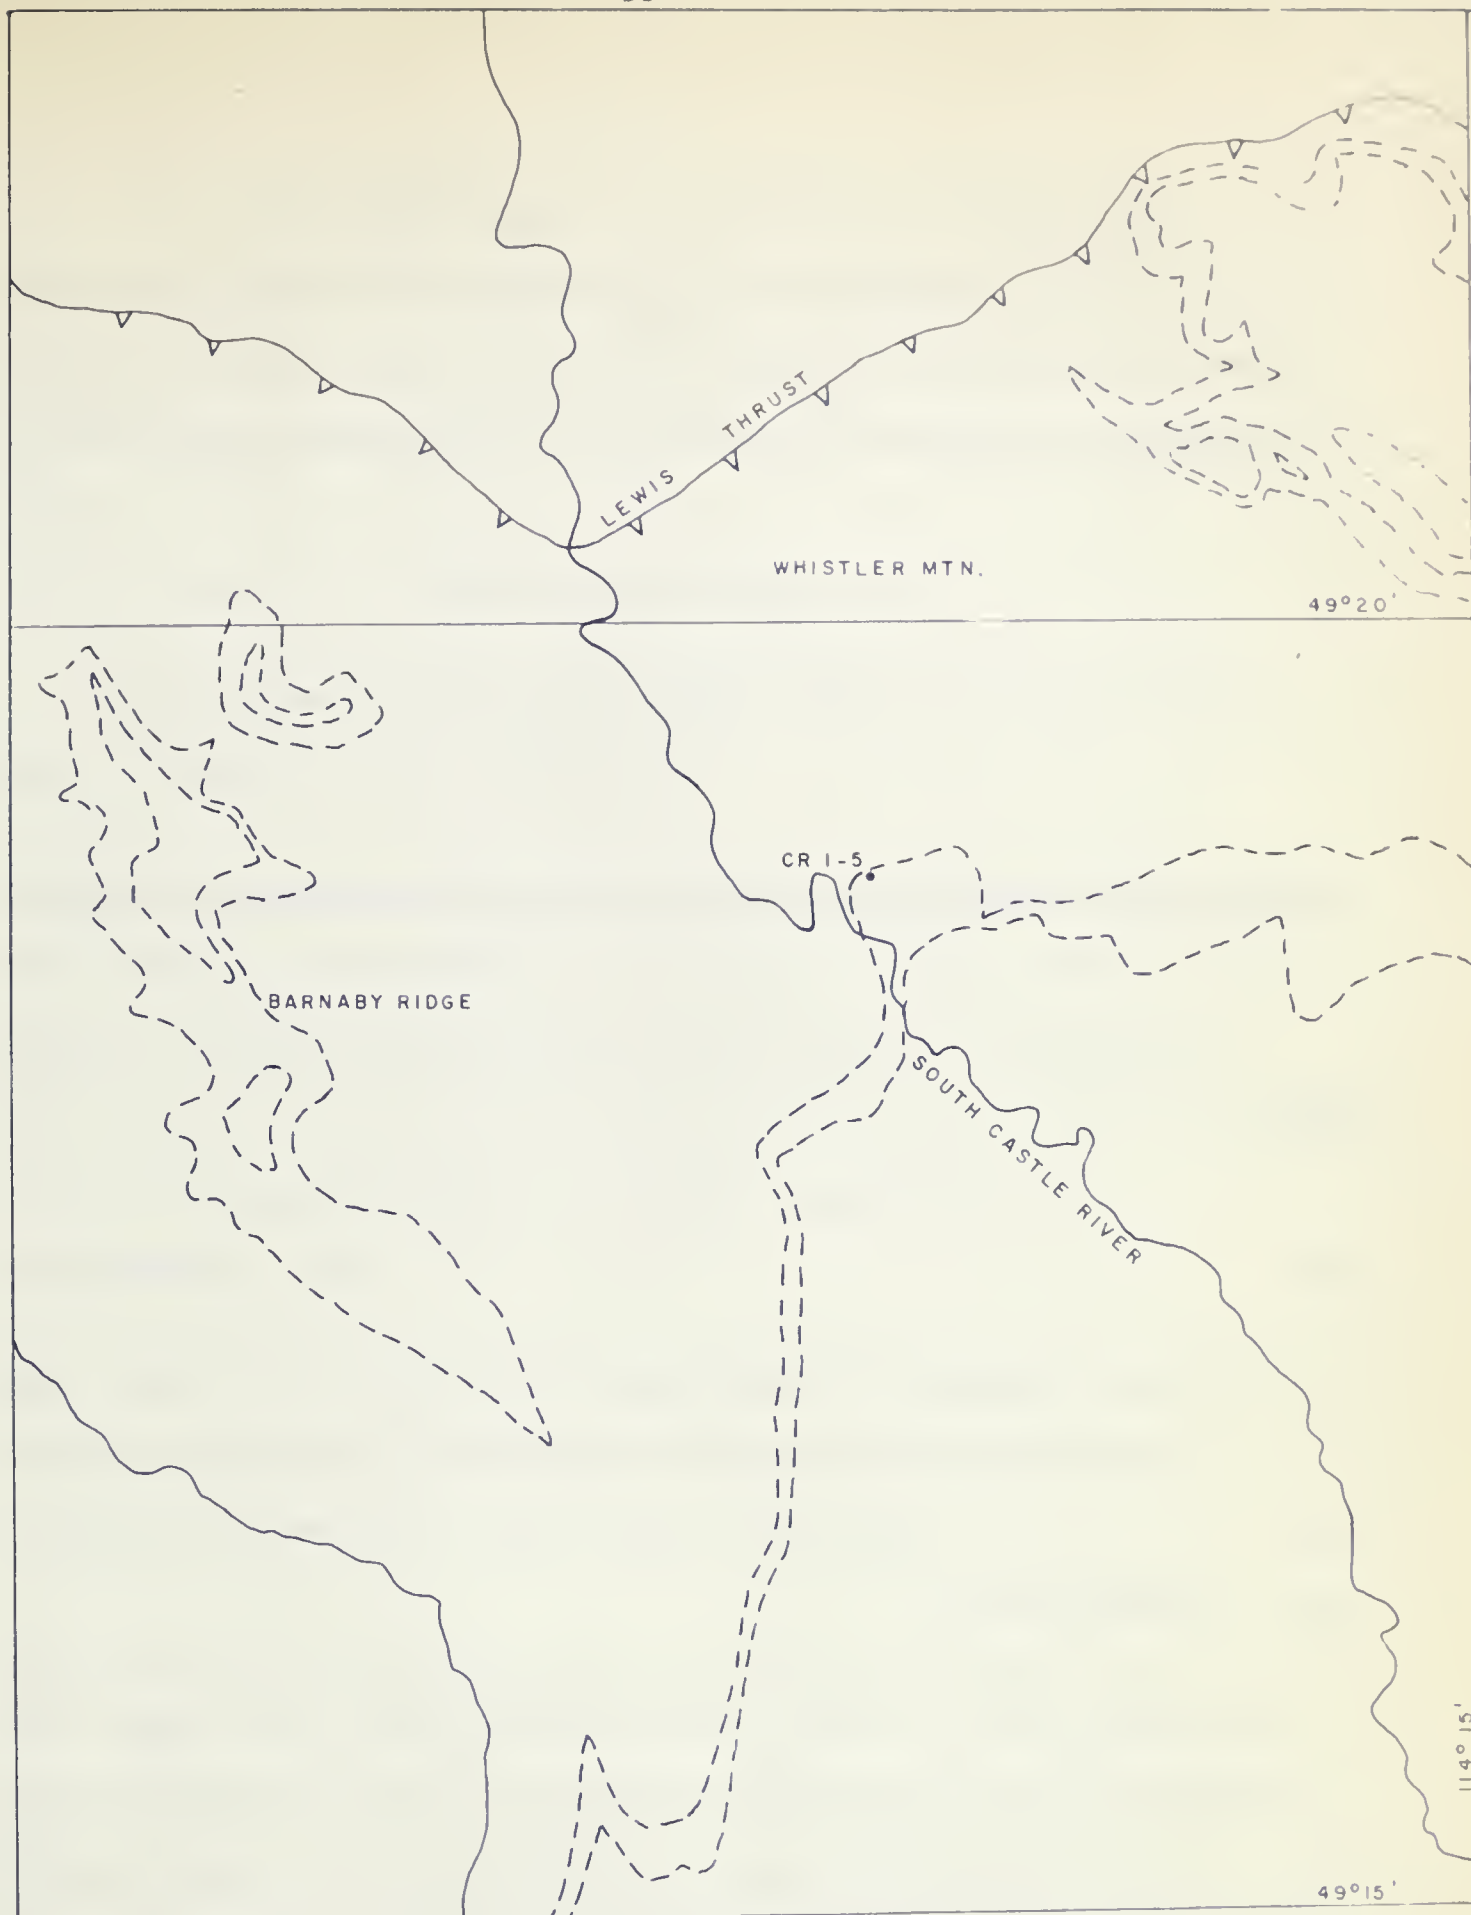 LEWIS THRUST
WHISTLER MTN.
49°20'
CR 1-5
BARNABY RIDGE
SOUTH CASTLE RIVER
114° 15'
49°15'